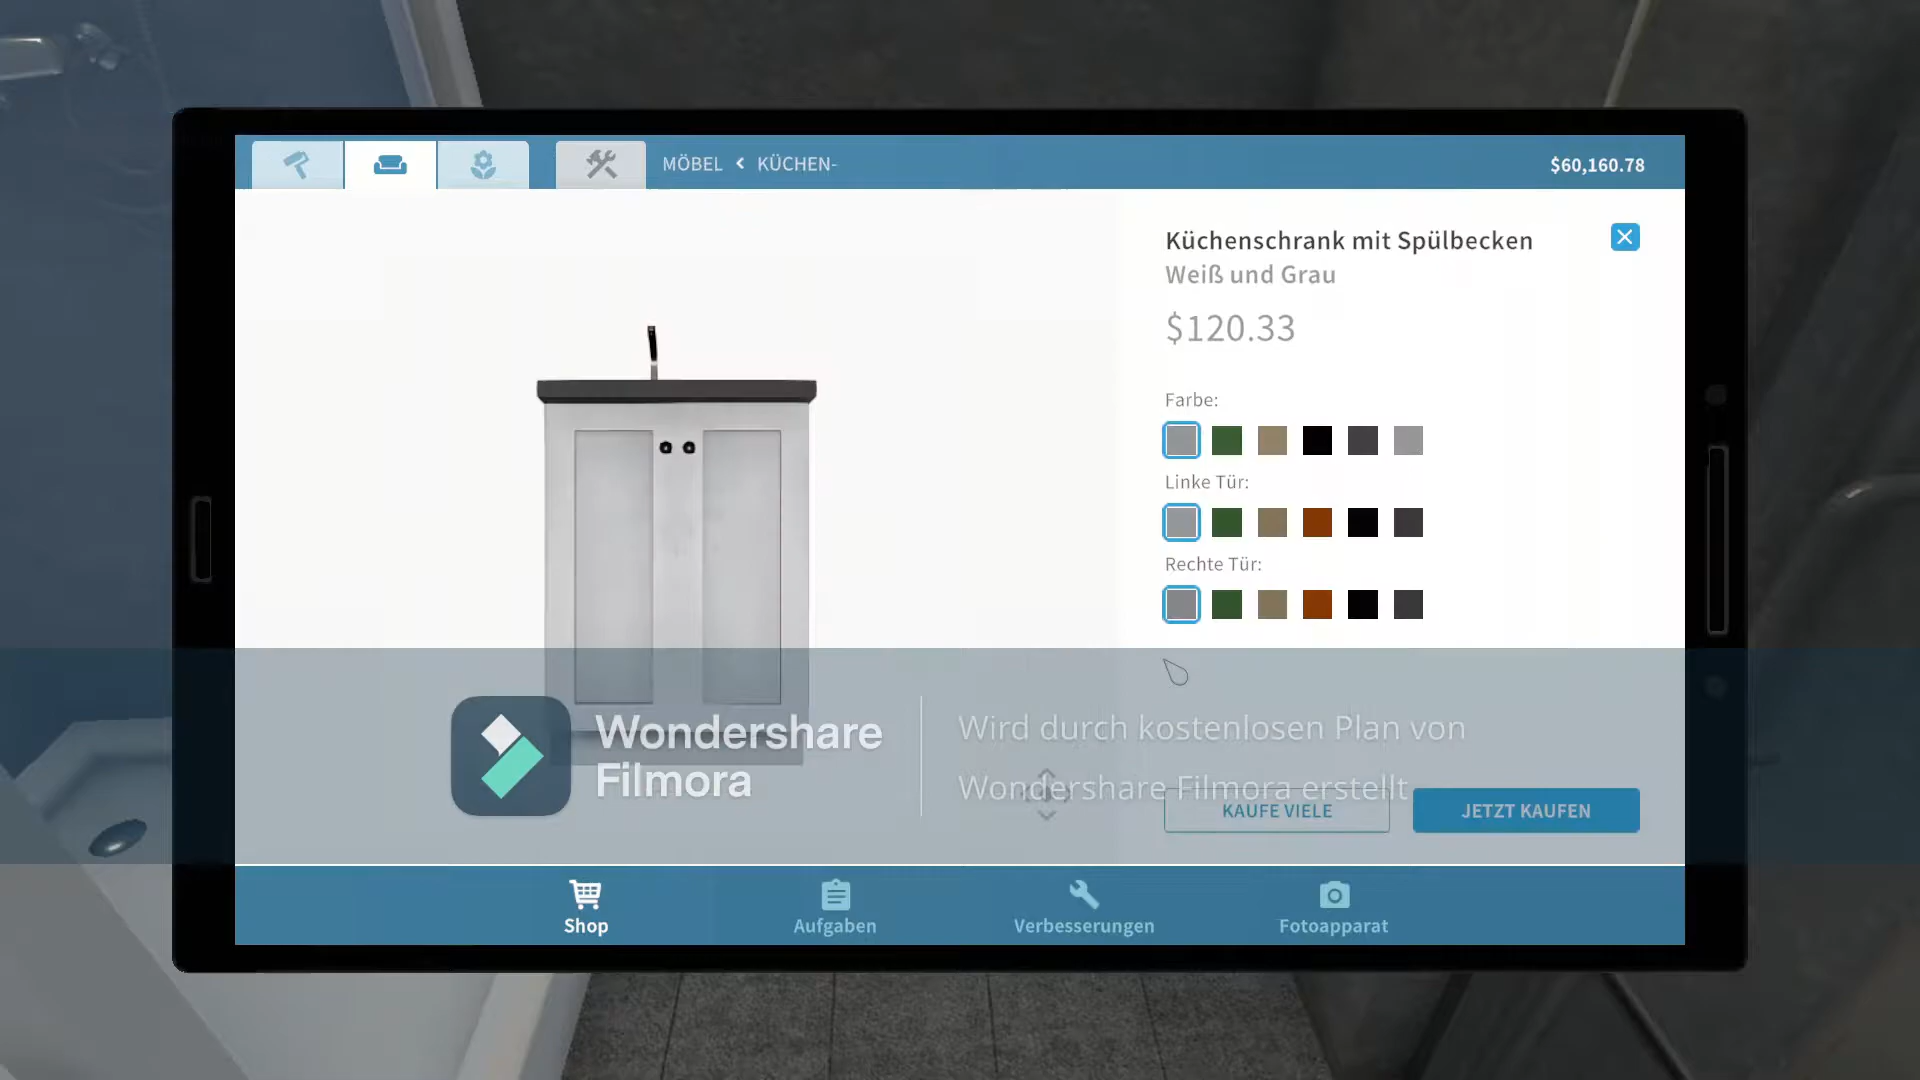 MÖBEL < KÜCHEN-
$60,160.78
Küchenschrank mit Spülbecken
Weiß und Grau
$120.33
Farbe:
Linke Tür:
Rechte Tür:
Wondershare
Filmora
Wird durch kostenlosen Plan von
Wondershare Filmora erstellt
KAUFE VIELE
JETZT KAUFEN
Shop
Aufgaben
Verbesserungen
Fotoapparat